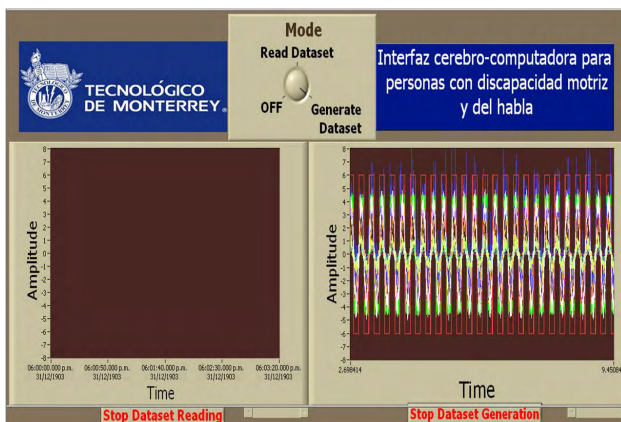 Mode
Read Dataset
OFF
Generate
Dataset
TECNOLÓGICO
DE MONTERREY®
Interfaz cerebro-computadora para
personas con discapacidad motriz
y del habla
Amplitude
8
7
6
5
4
3
2
1
0
-1
-2
-3
-4
-5
-6
-7
-8
06:00:00.000 p.m. 06:00:50.000 p.m. 06:01:40.000 p.m. 06:02:30.000 p.m. 06:03:20.000 p.m.
31/12/1903 31/12/1903 31/12/1903 31/12/1903 31/12/1903
Time
Stop Dataset Reading
Amplitude
8
7
6
5
4
3
2
1
0
-1
-2
-3
-4
-5
-6
-7
-8
2.698414 9.45084
Time
Stop Dataset Generation